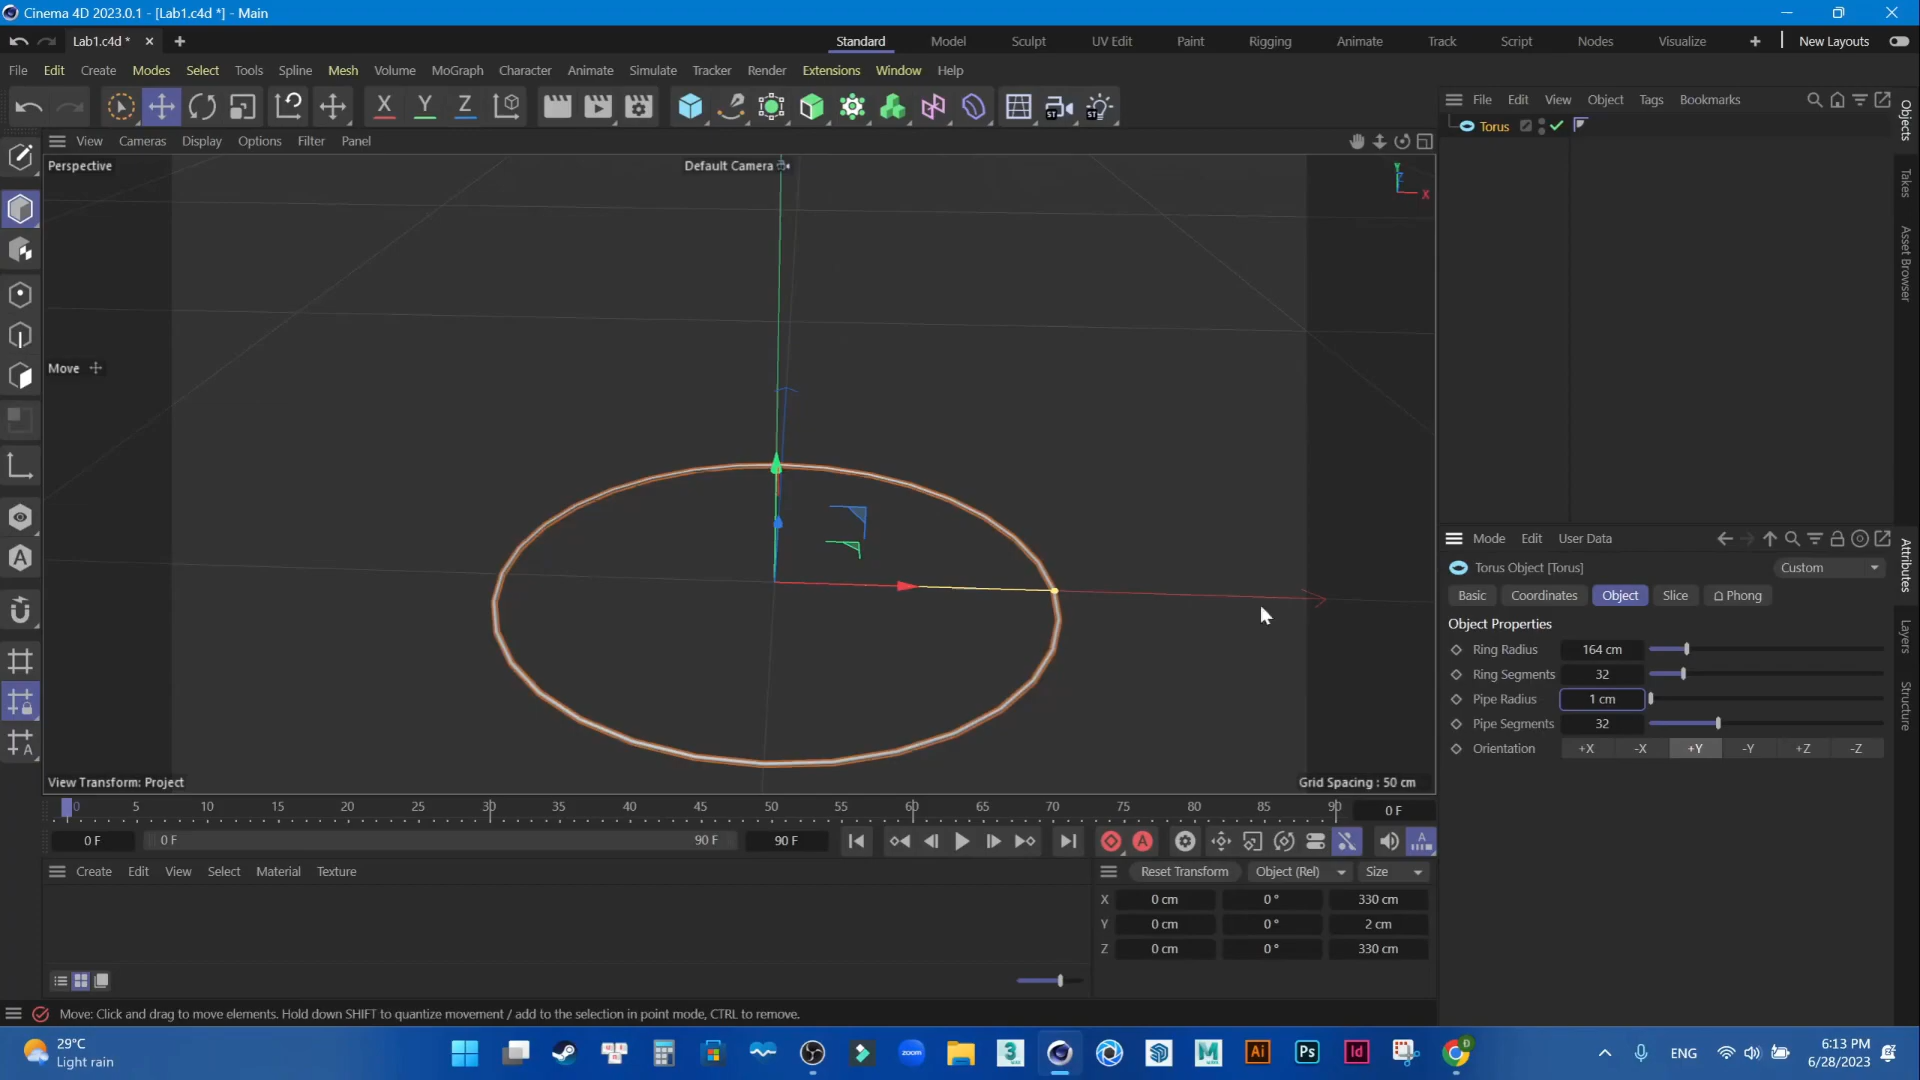 Cinema 4D 2023.0.1 - [Lab1.c4d *] - Main
Lab1.c4d *
Standard Model Sculpt UV Edit Paint Rigging Animate Track Script Nodes Visualize New Layouts
File Edit Create Modes Select Tools Spline Mesh Volume MoGraph Character Animate Simulate Tracker Render Extensions Window Help
X Y Z
ST ST
File Edit View Object Tags Bookmarks
Objects
Takes
Asset Browser
Torus
View Cameras Display Options Filter Panel
Perspective
Default Camera
Y
Z
X
Move
View Transform: Project
Grid Spacing : 50 cm
Mode Edit User Data
Attributes
Layers
Structure
Torus Object [Torus]
Custom
Basic Coordinates Object Slice Phong
Object Properties
Ring Radius 164 cm
Ring Segments 32
Pipe Radius 1 cm
Pipe Segments 32
Orientation +X -X +Y -Y +Z -Z
0 5 10 15 20 25 30 35 40 45 50 55 60 65 70 75 80 85 90 0 F
0 F 0 F 90 F 90 F
Create Edit View Select Material Texture
Reset Transform Object (Rel) Size
X 0 cm 0 ° 330 cm
Y 0 cm 0 ° 2 cm
Z 0 cm 0 ° 330 cm
Move: Click and drag to move elements. Hold down SHIFT to quantize movement / add to the selection in point mode, CTRL to remove.
29°C
Light rain
zoom
3
M
Ai
Ps
Id
ENG
6:13 PM
6/28/2023